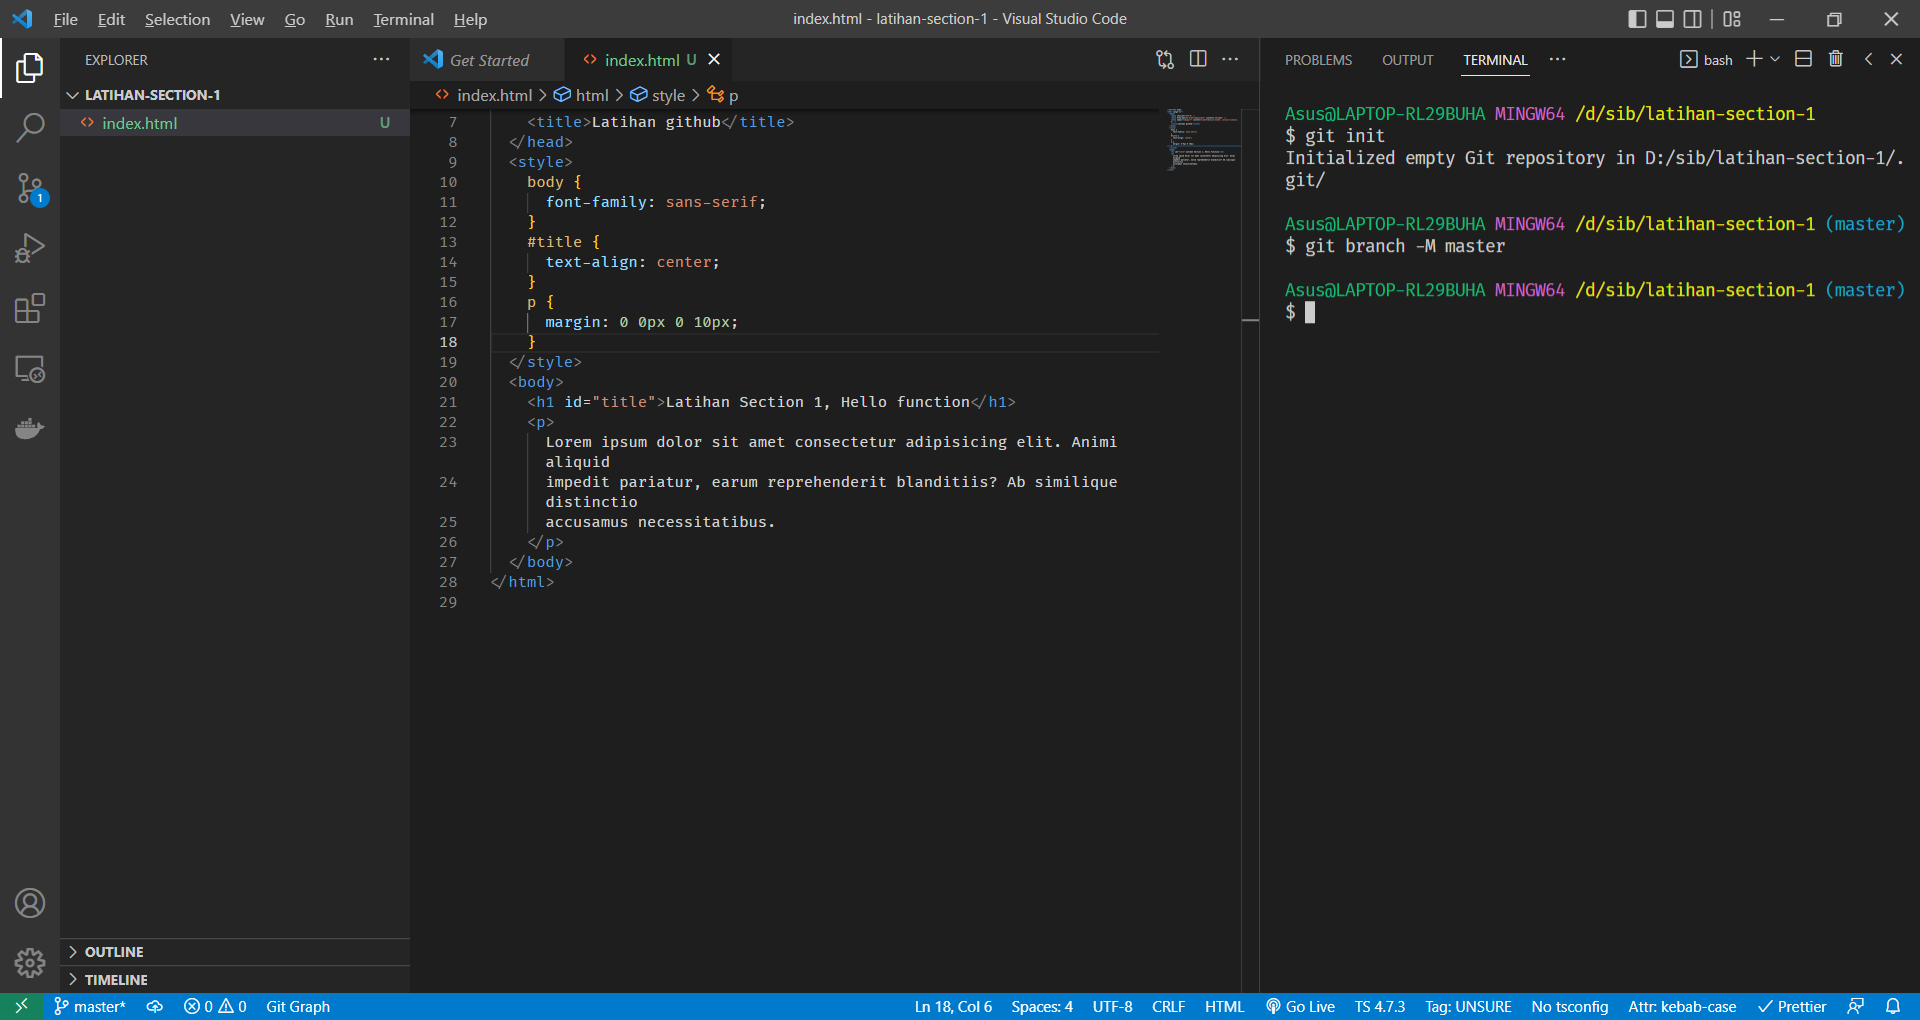 File Edit Selection View Go Run Terminal Help
index.html - latihan-section-1 - Visual Studio Code
EXPLORER
LATIHAN-SECTION-1
index.html U
1
OUTLINE
TIMELINE
Get Started
index.html U
index.html > html > style > p
7 <title>Latihan github</title>
8 </head>
9 <style>
10 body {
11 font-family: sans-serif;
12 }
13 #title {
14 text-align: center;
15 }
16 p {
17 margin: 0 0px 0 10px;
18 }
19 </style>
20 <body>
21 <h1 id="title">Latihan Section 1, Hello function</h1>
22 <p>
23 Lorem ipsum dolor sit amet consectetur adipisicing elit. Animi
aliquid
24 impedit pariatur, earum reprehenderit blanditiis? Ab similique
distinctio
25 accusamus necessitatibus.
26 </p>
27 </body>
28 </html>
29
PROBLEMS OUTPUT TERMINAL
bash
Asus@LAPTOP-RL29BUHA MINGW64 /d/sib/latihan-section-1
$ git init
Initialized empty Git repository in D:/sib/latihan-section-1/.
git/
Asus@LAPTOP-RL29BUHA MINGW64 /d/sib/latihan-section-1 (master)
$ git branch -M master
Asus@LAPTOP-RL29BUHA MINGW64 /d/sib/latihan-section-1 (master)
$
master* 0 0 Git Graph
Ln 18, Col 6 Spaces: 4 UTF-8 CRLF HTML Go Live TS 4.7.3 Tag: UNSURE No tsconfig Attr: kebab-case Prettier